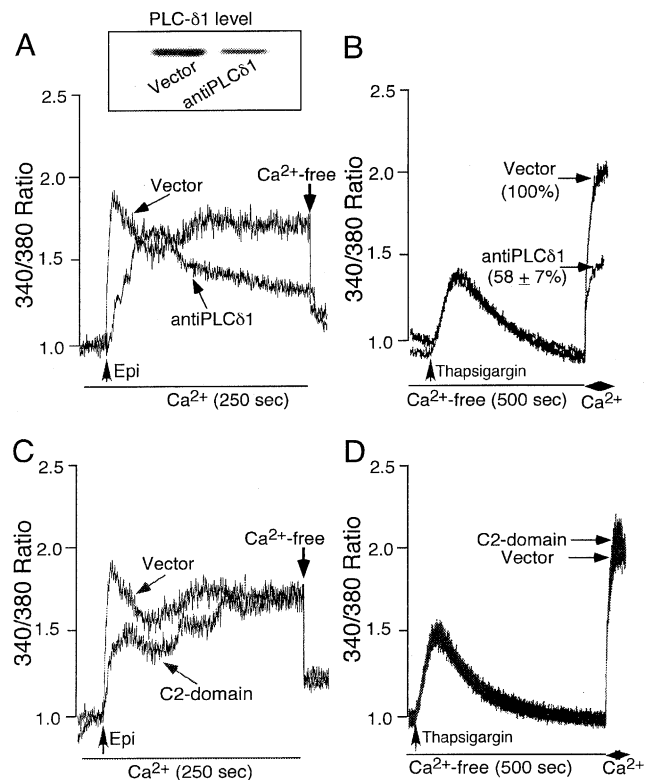 PLC-δ1 level
Vector
antiPLCδ1
A
2.5
2.0
1.5
1.0
340/380 Ratio
Vector
Ca²⁺-free
antiPLCδ1
Epi
Ca²⁺ (250 sec)
B
2.5
2.0
1.5
1.0
340/380 Ratio
Vector
(100%)
antiPLCδ1
(58 ± 7%)
Thapsigargin
Ca²⁺-free (500 sec)
Ca²⁺
C
2.5
2.0
1.5
1.0
340/380 Ratio
Vector
Ca²⁺-free
C2-domain
Epi
Ca²⁺ (250 sec)
D
2.5
2.0
1.5
1.0
340/380 Ratio
C2-domain
Vector
Thapsigargin
Ca²⁺-free (500 sec)
Ca²⁺